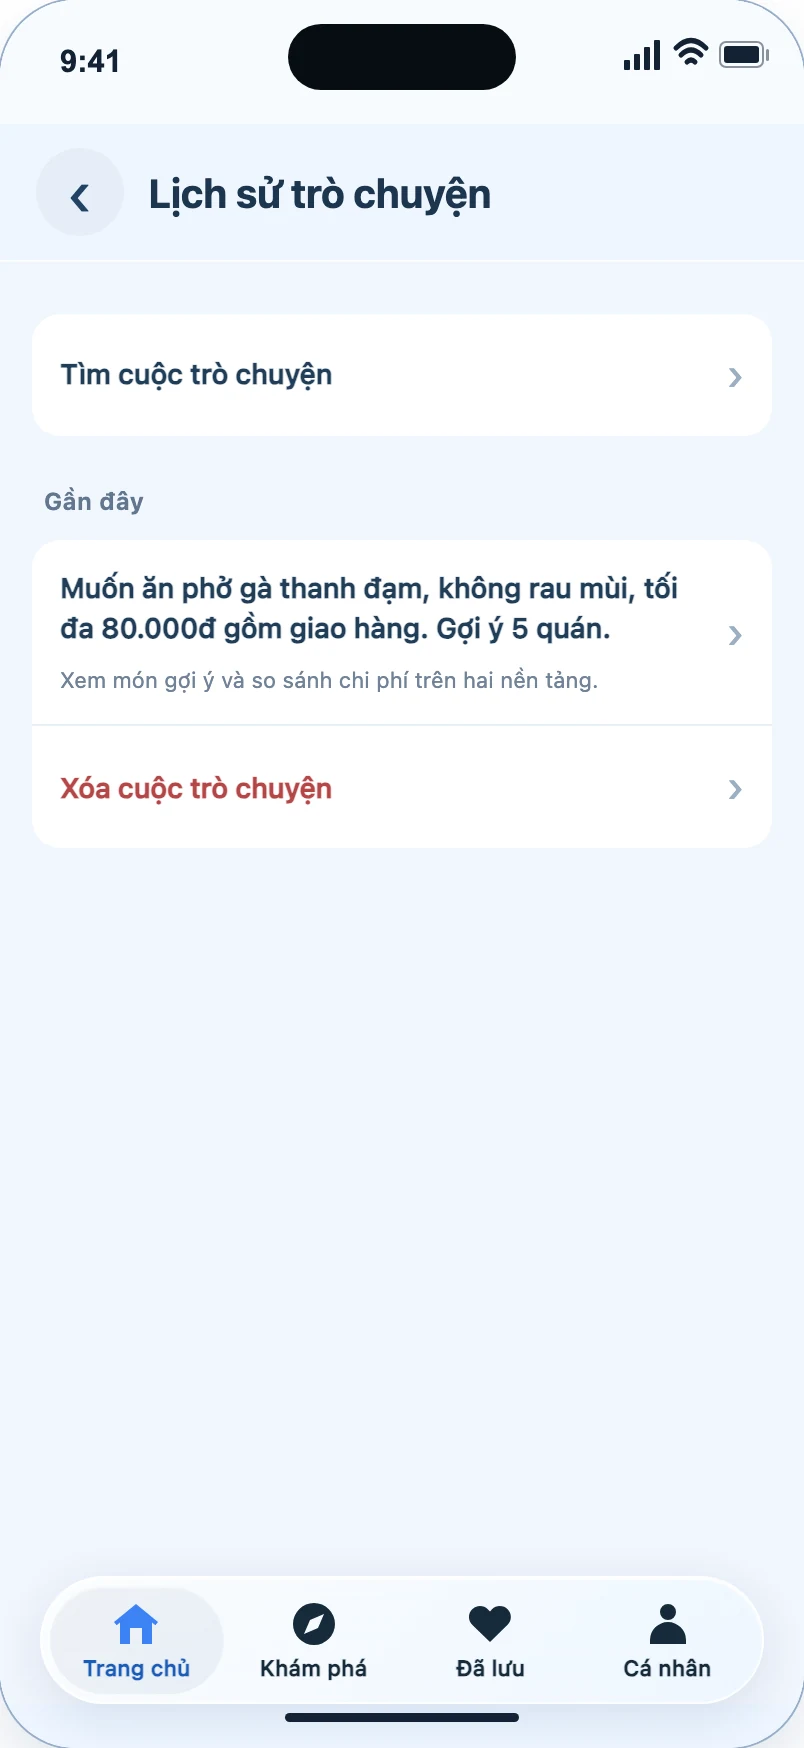 9:41
Lịch sử trò chuyện
Tìm cuộc trò chuyện
Gần đây
Muốn ăn phở gà thanh đạm, không rau mùi, tối
đa 80.000đ gồm giao hàng. Gợi ý 5 quán.
Xem món gợi ý và so sánh chi phí trên hai nền tảng.
Xóa cuộc trò chuyện
Trang chủ
Khám phá
Đã lưu
Cá nhân